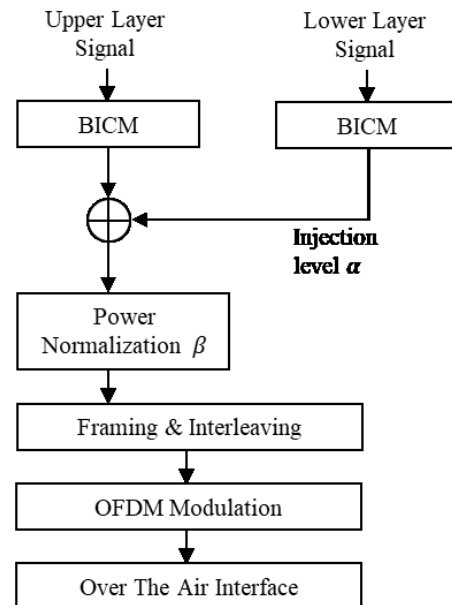 Upper Layer
Signal
Lower Layer
Signal
BICM
BICM
Injection
level α
Power
Normalization β
Framing & Interleaving
OFDM Modulation
Over The Air Interface